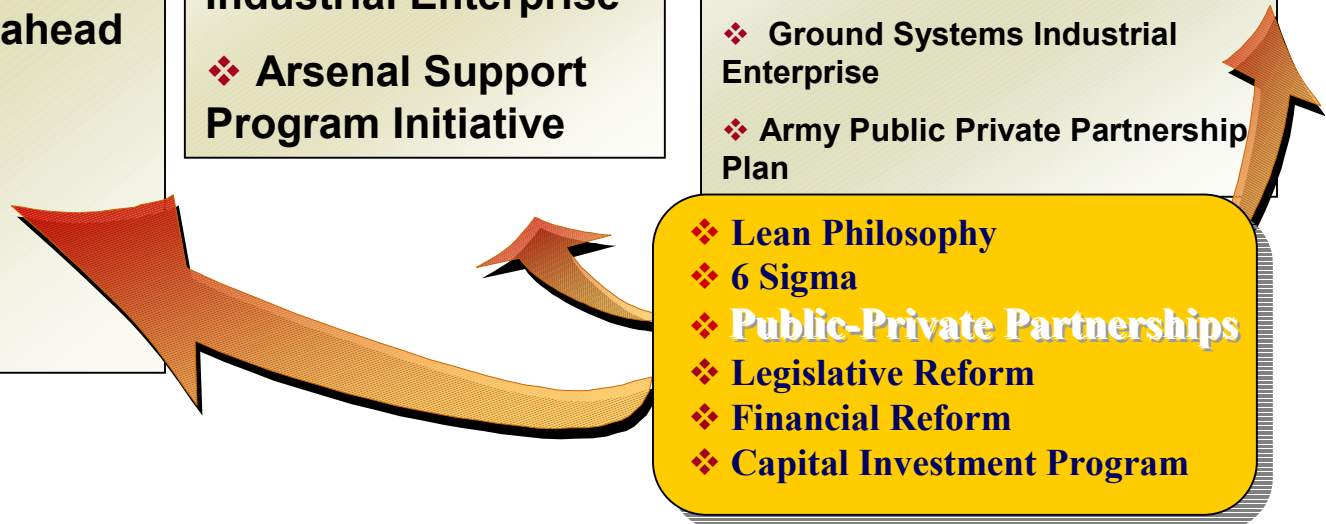 ahead
Industrial Enterprise
❖ Arsenal Support
Program Initiative
❖ Ground Systems Industrial
Enterprise
❖ Army Public Private Partnership
Plan
❖ Lean Philosophy
❖ 6 Sigma
❖ Public-Private Partnerships
❖ Legislative Reform
❖ Financial Reform
❖ Capital Investment Program